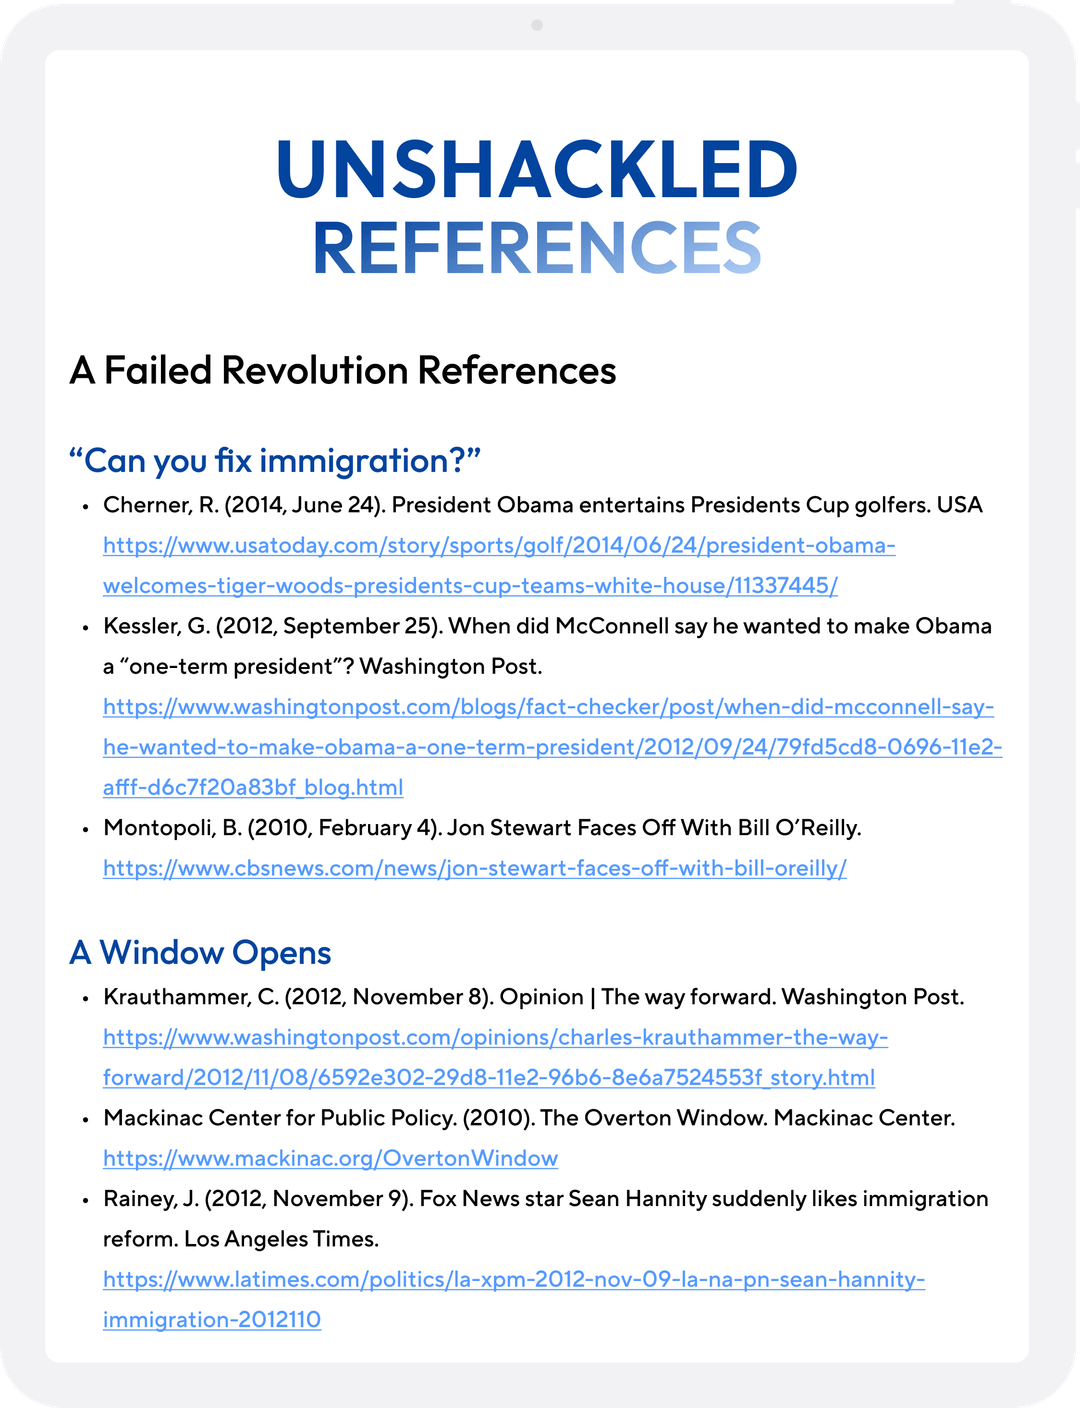 UNSHACKLED
REFERENCES
A Failed Revolution References
“Can you fix immigration?”
• Cherner, R. (2014, June 24). President Obama entertains Presidents Cup golfers. USA
https://www.usatoday.com/story/sports/golf/2014/06/24/president-obama-
welcomes-tiger-woods-presidents-cup-teams-white-house/11337445/
• Kessler, G. (2012, September 25). When did McConnell say he wanted to make Obama
a “one-term president”? Washington Post.
https://www.washingtonpost.com/blogs/fact-checker/post/when-did-mcconnell-say-
he-wanted-to-make-obama-a-one-term-president/2012/09/24/79fd5cd8-0696-11e2-
afff-d6c7f20a83bf_blog.html
• Montopoli, B. (2010, February 4). Jon Stewart Faces Off With Bill O’Reilly.
https://www.cbsnews.com/news/jon-stewart-faces-off-with-bill-oreilly/
A Window Opens
• Krauthammer, C. (2012, November 8). Opinion | The way forward. Washington Post.
https://www.washingtonpost.com/opinions/charles-krauthammer-the-way-
forward/2012/11/08/6592e302-29d8-11e2-96b6-8e6a7524553f_story.html
• Mackinac Center for Public Policy. (2010). The Overton Window. Mackinac Center.
https://www.mackinac.org/OvertonWindow
• Rainey, J. (2012, November 9). Fox News star Sean Hannity suddenly likes immigration
reform. Los Angeles Times.
https://www.latimes.com/politics/la-xpm-2012-nov-09-la-na-pn-sean-hannity-
immigration-2012110